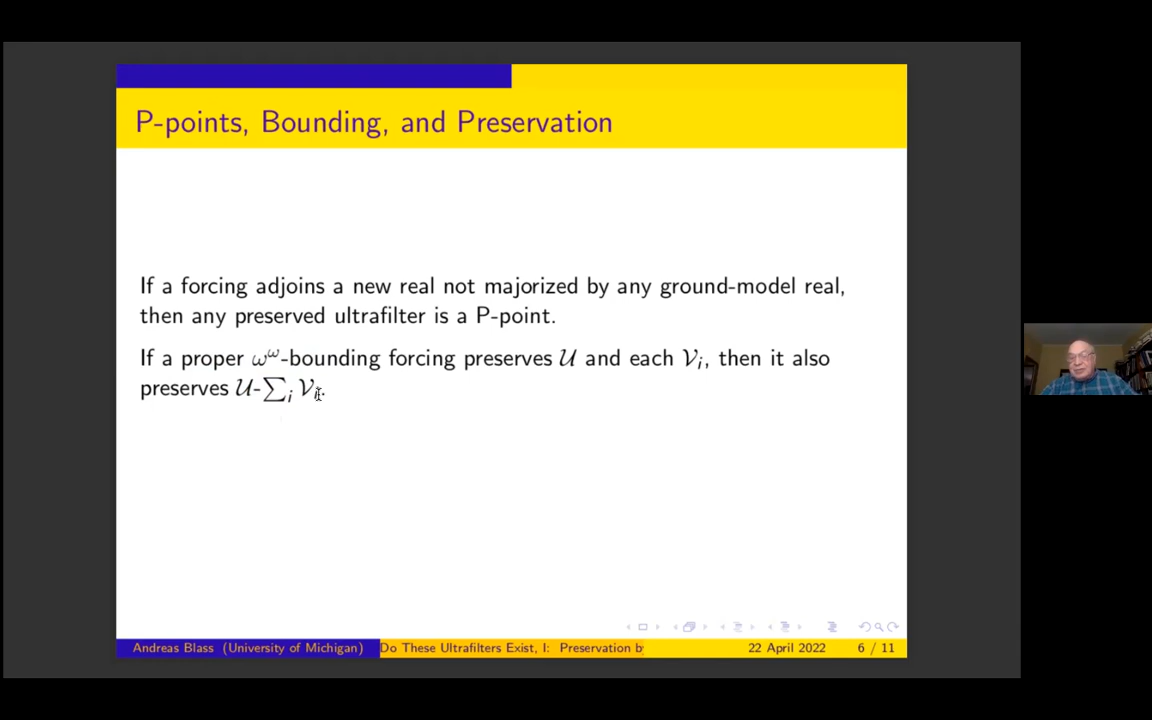 P-points, Bounding, and Preservation
If a forcing adjoins a new real not majorized by any ground-model real,
then any preserved ultrafilter is a P-point.
If a proper ω^ω-bounding forcing preserves 𝒰 and each 𝒱_i, then it also
preserves 𝒰-∑_i 𝒱_i.
Andreas Blass (University of Michigan) Do These Ultrafilters Exist, I: Preservation b 22 April 2022 6 / 11